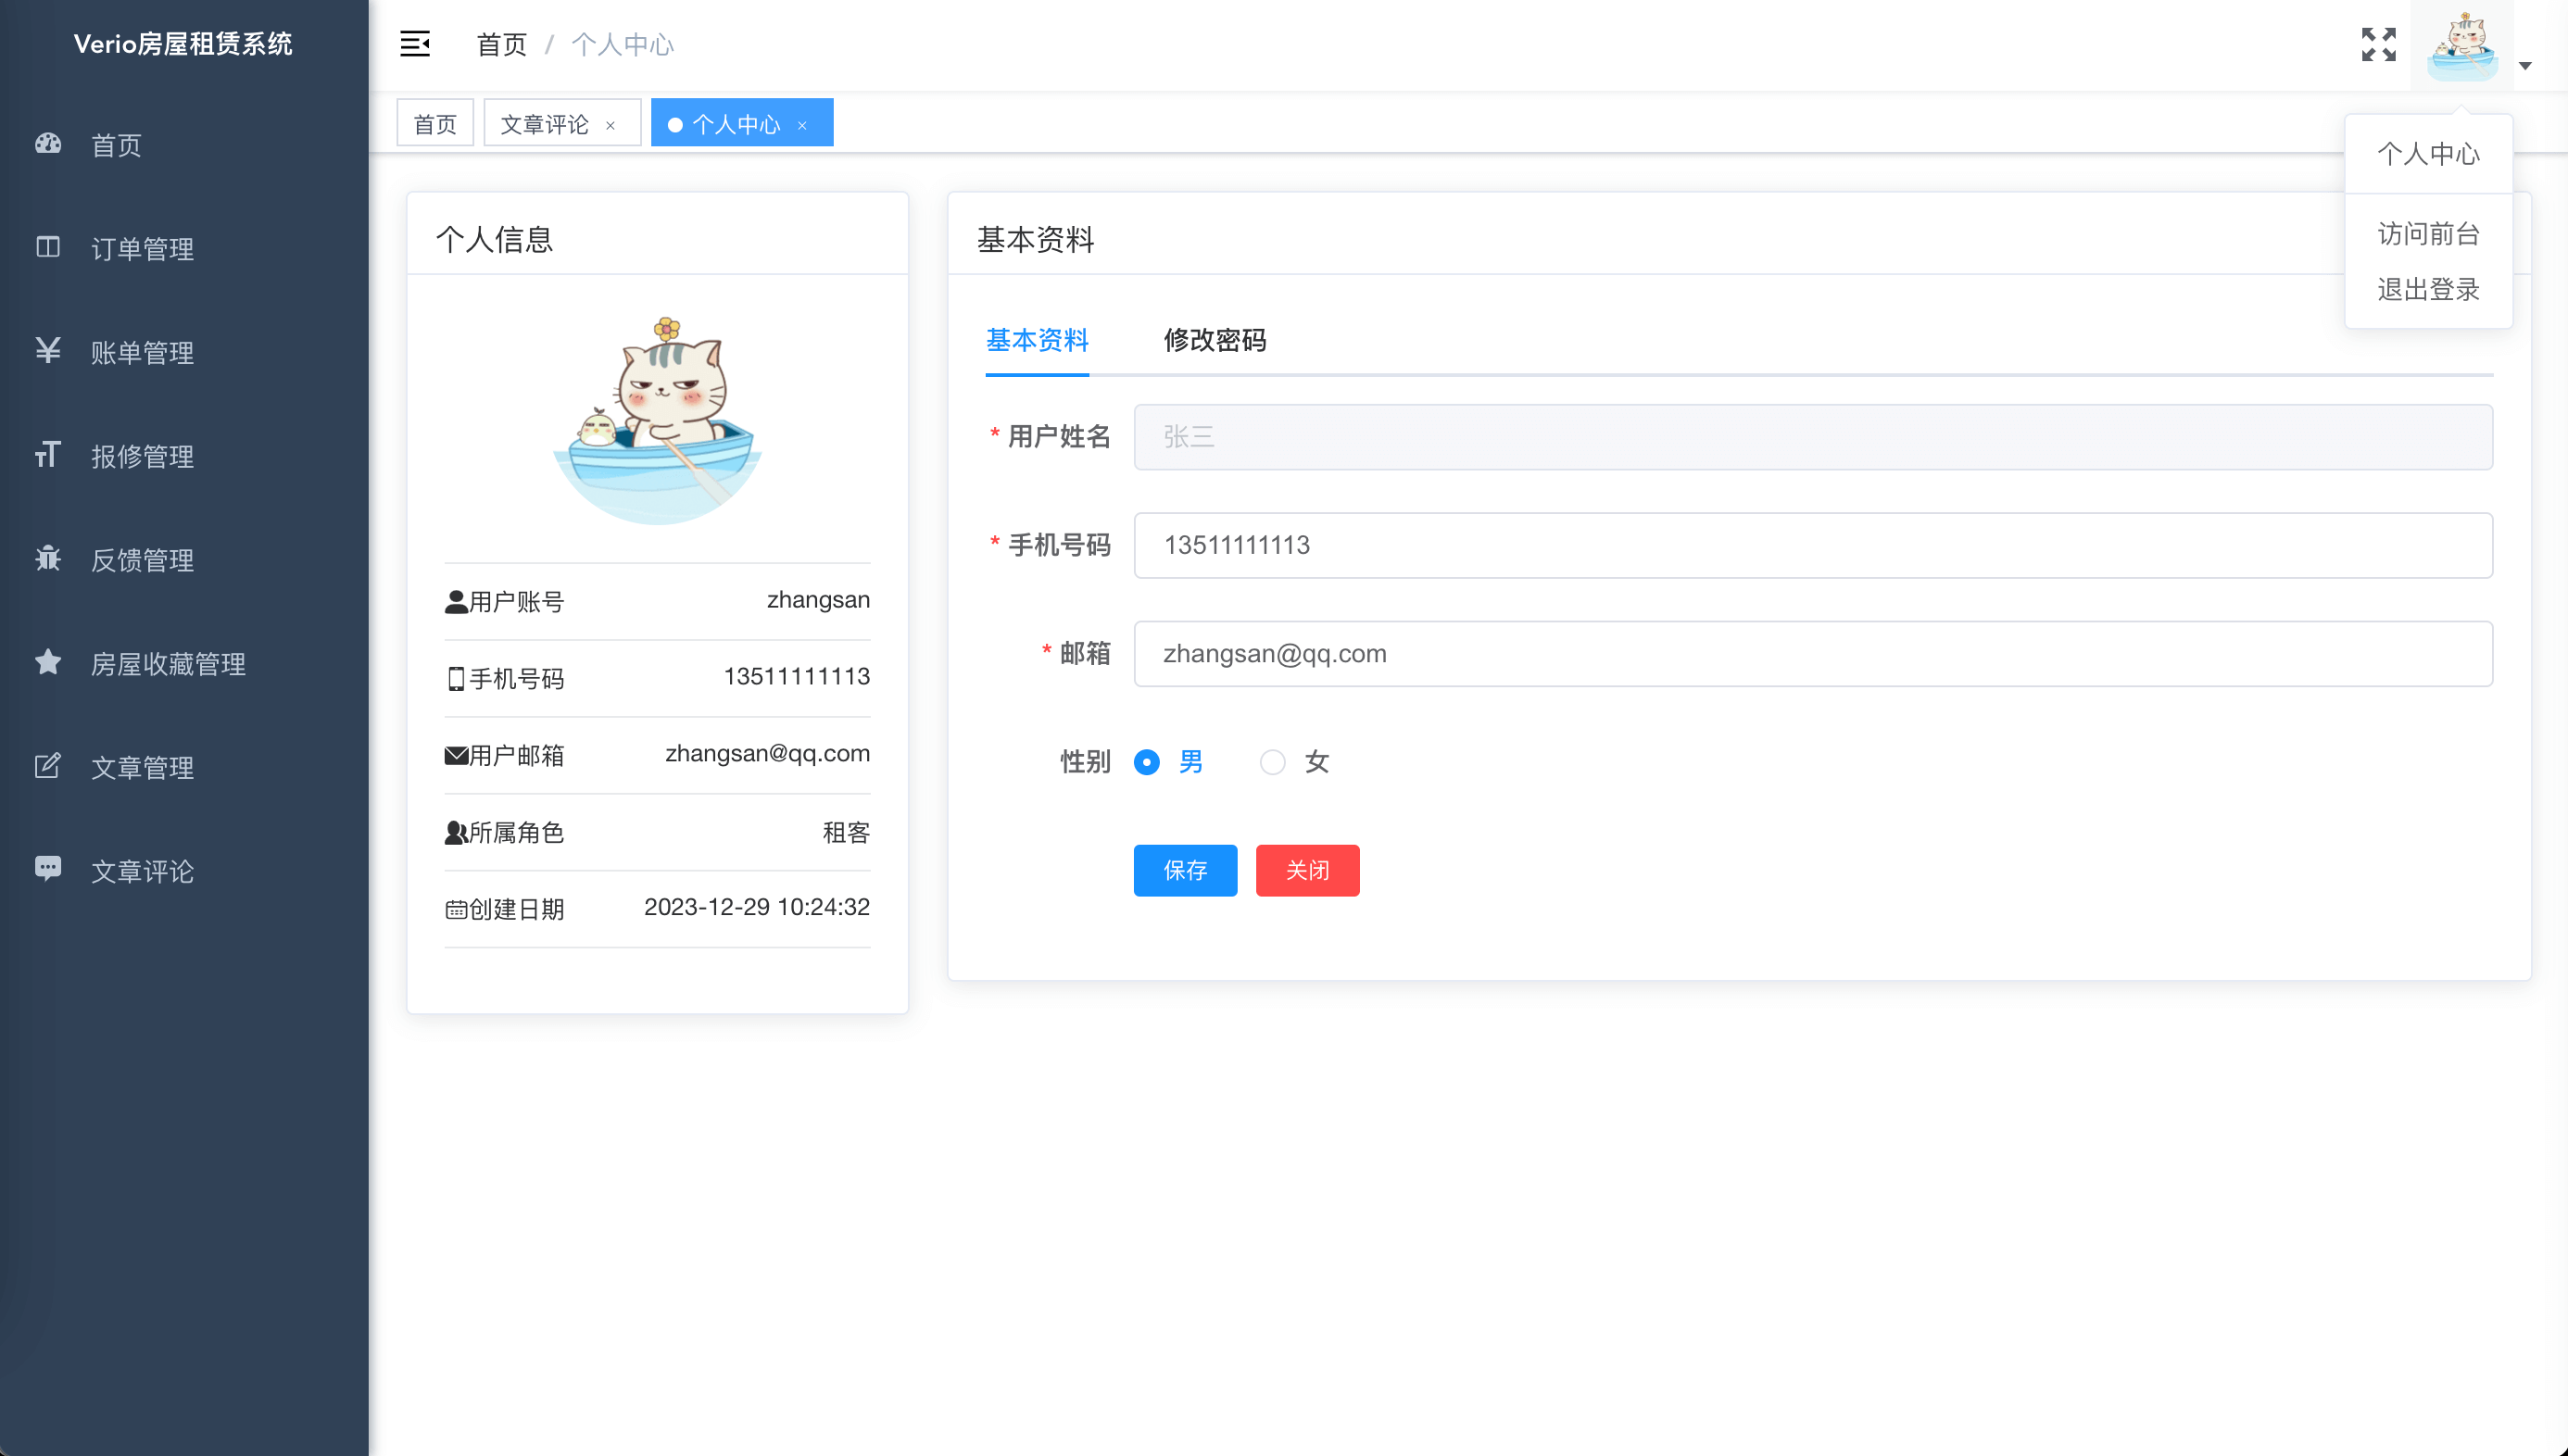 Verio房屋租赁系统
首页
订单管理
账单管理
报修管理
反馈管理
房屋收藏管理
文章管理
文章评论
首页 / 个人中心
首页
文章评论 ×
个人中心 ×
个人中心
访问前台
退出登录
个人信息
用户账号 zhangsan
手机号码 13511111113
用户邮箱 zhangsan@qq.com
所属角色 租客
创建日期 2023-12-29 10:24:32
基本资料
基本资料 修改密码
* 用户姓名 张三
* 手机号码 13511111113
* 邮箱 zhangsan@qq.com
性别 男 女
保存 关闭